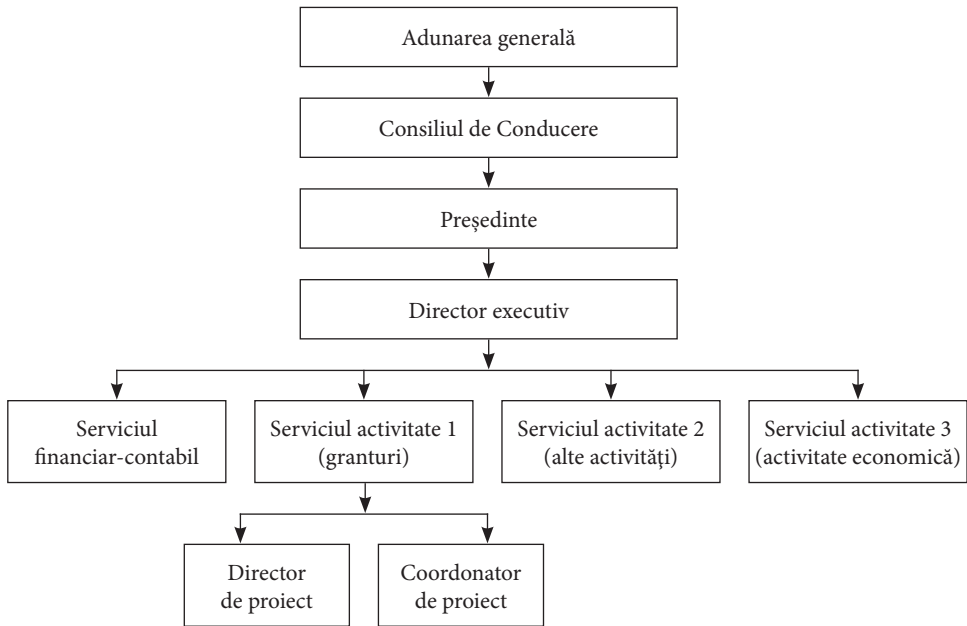 Adunarea generală
Consiliul de Conducere
Președinte
Director executiv
Serviciul
financiar-contabil
Serviciul activitate 1
(granturi)
Serviciul activitate 2
(alte activităţi)
Serviciul activitate 3
(activitate economică)
Director
de proiect
Coordonator
de proiect